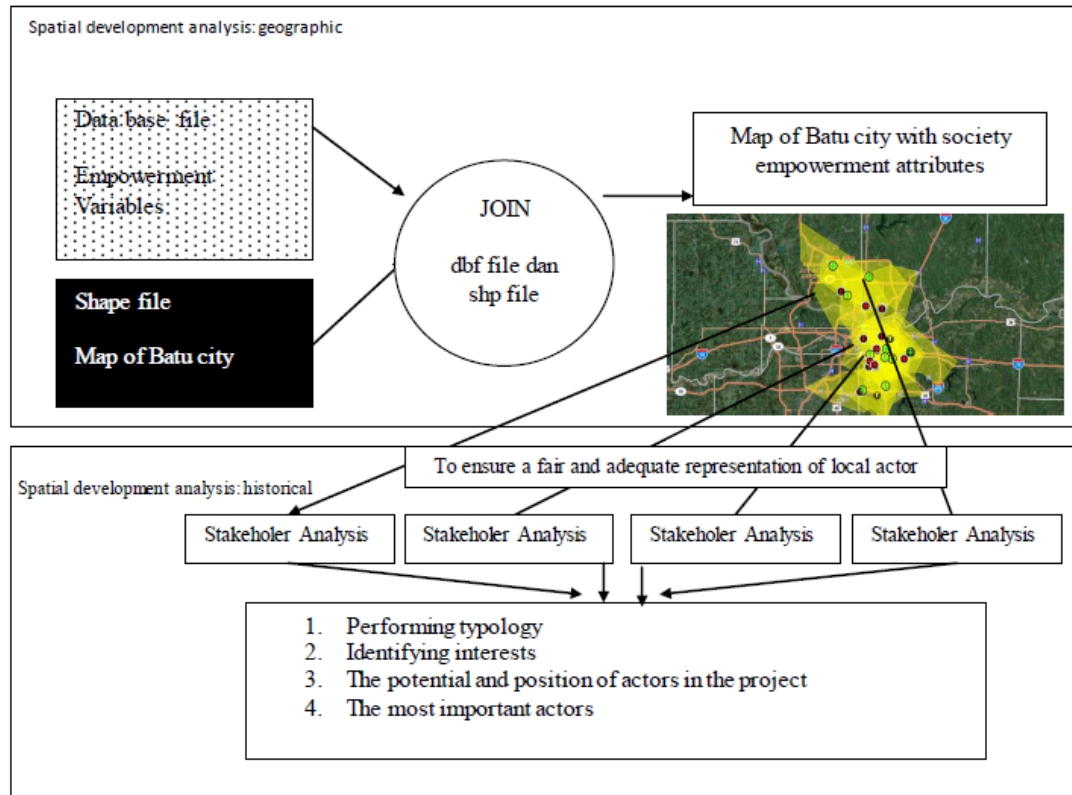 Spatial development analysis: geographic
Data base file
Empowerment
Variables
Shape file
Map of Batu city
JOIN
dbf file dan
shp file
Map of Batu city with society
empowerment attributes
To ensure a fair and adequate representation of local actor
Spatial development analysis: historical
Stakeholer Analysis
Stakeholer Analysis
Stakeholer Analysis
Stakeholer Analysis
1. Performing typology
2. Identifying interests
3. The potential and position of actors in the project
4. The most important actors